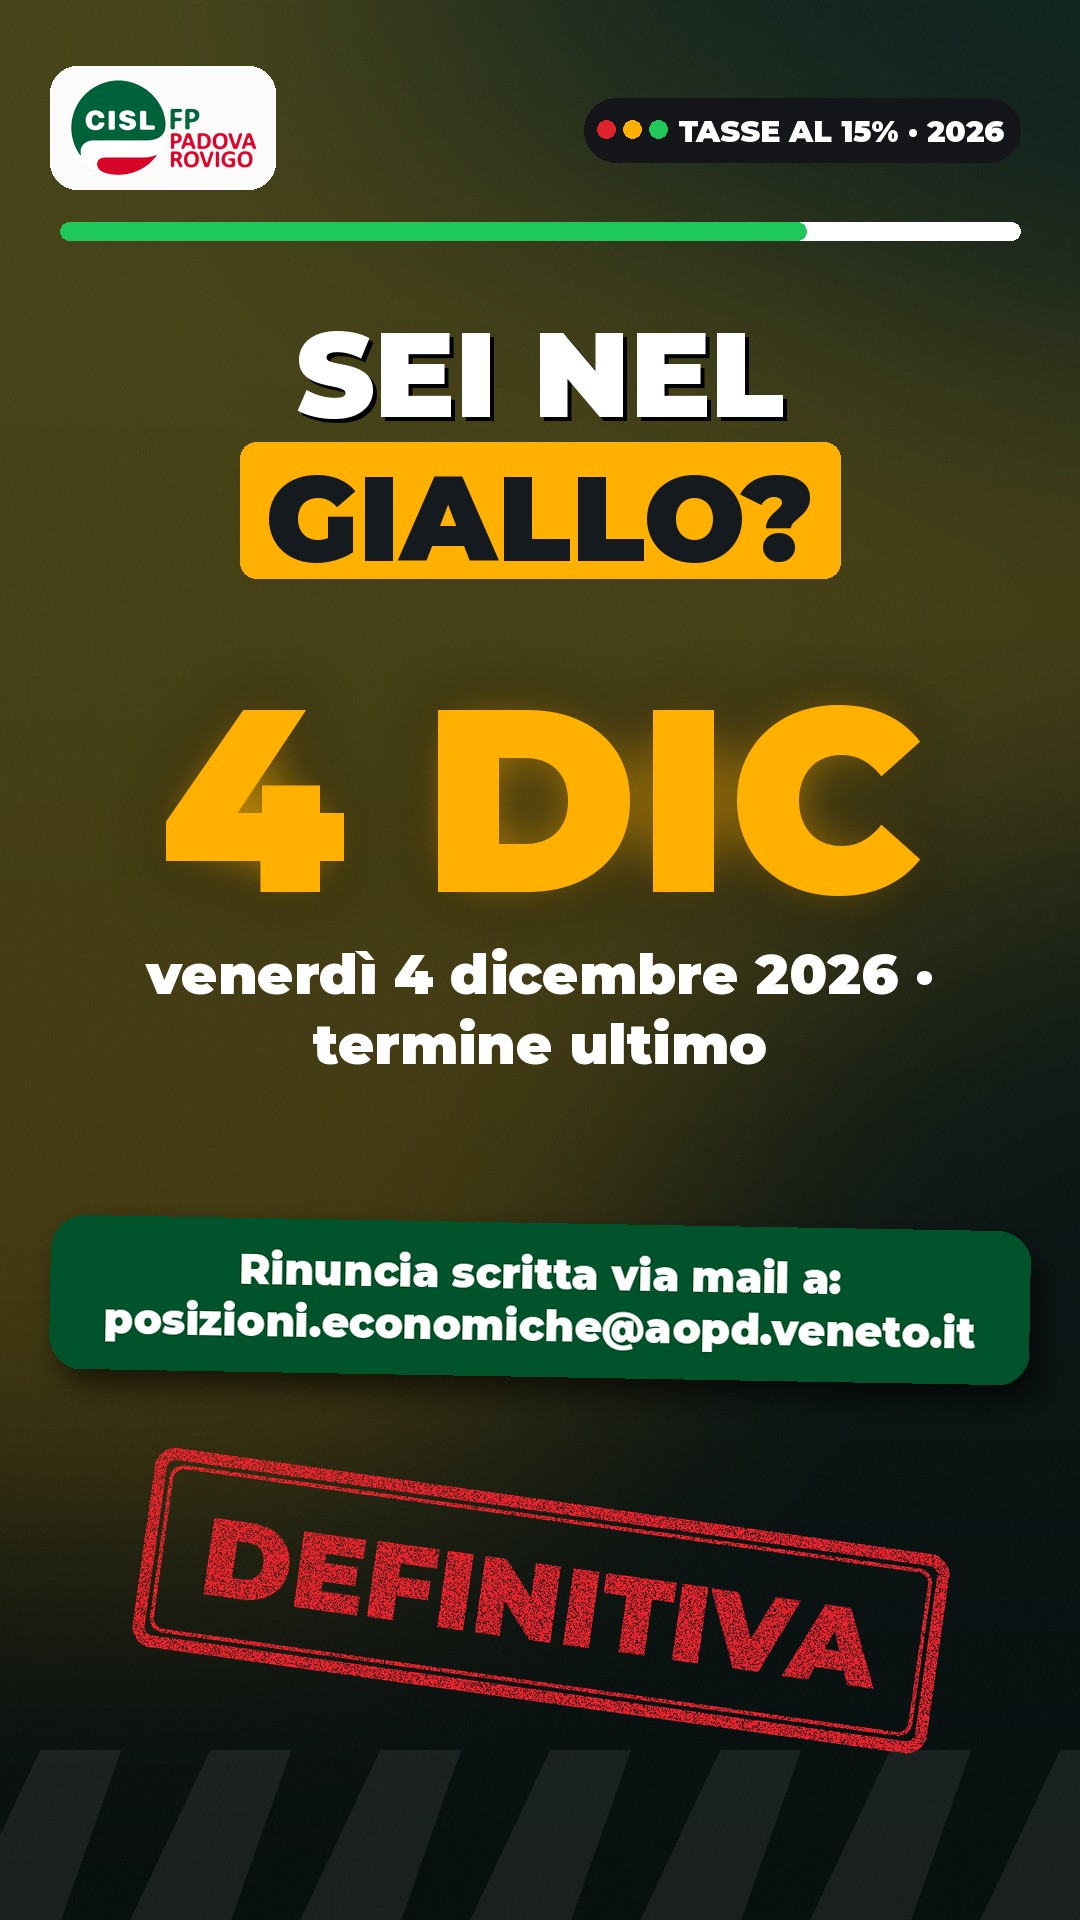 CISL FP
PADOVA
ROVIGO
TASSE AL 15% • 2026
SEI NEL
GIALLO?
4 DIC
venerdì 4 dicembre 2026 •
termine ultimo
Rinuncia scritta via mail a:
posizioni.economiche@aopd.veneto.it
DEFINITIVA